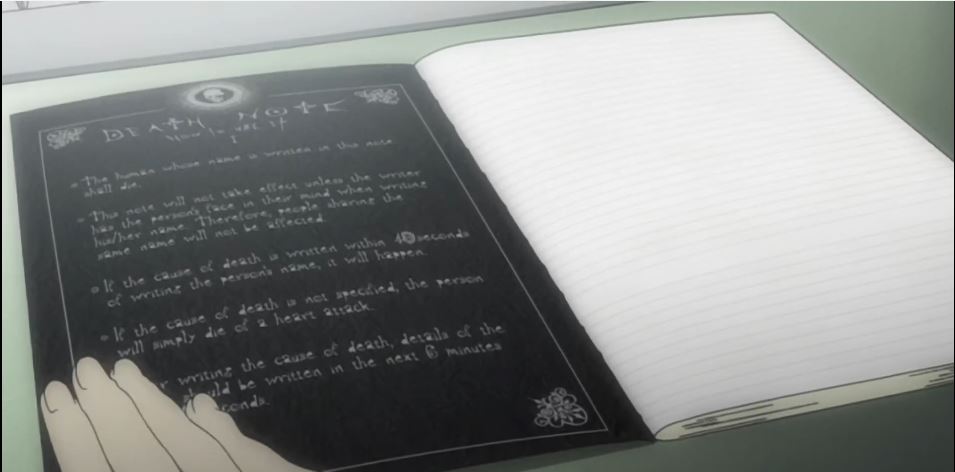 DEATH NOTE
How to use it
The human whose name is written in this note
shall die.
This note will not take effect unless the writer
has the person's face in their mind when writing
his/her name. Therefore, people sharing the
same name will not be affected.
If the cause of death is written within 40 seconds
of writing the person's name, it will happen.
If the cause of death is not specified, the person
will simply die of a heart attack.
writing the cause of death, details of the
should be written in the next 6 minutes